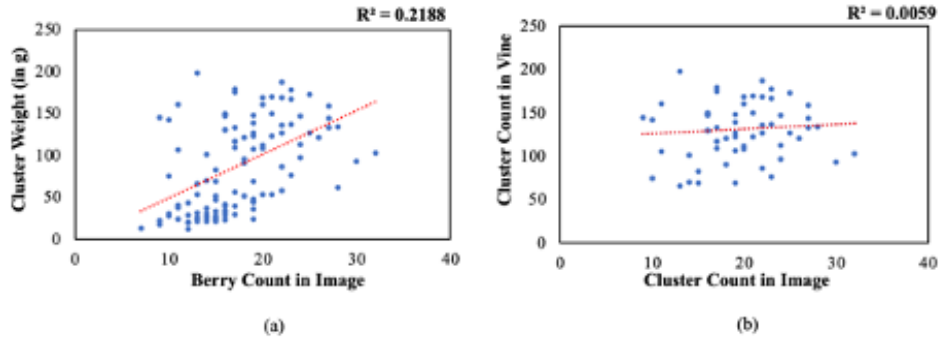 R² = 0.2188
Cluster Weight (in g)
250
200
150
100
50
0
0
10
20
30
40
Berry Count in Image
(a)
R² = 0.0059
Cluster Count in Vine
250
200
150
100
50
0
0
10
20
30
40
Cluster Count in Image
(b)